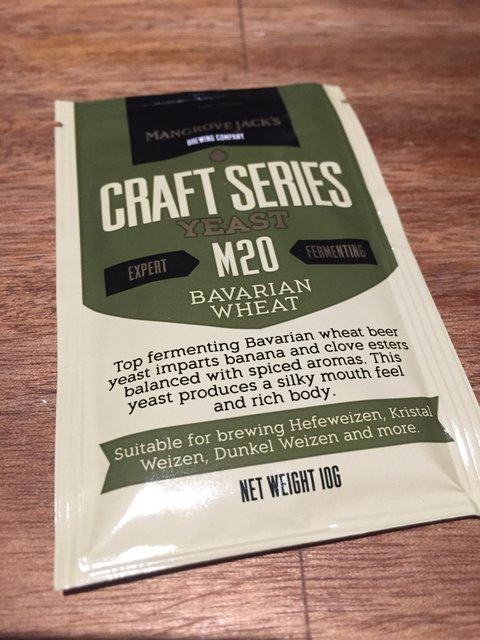 MANGROVE JACK'S
BREWING COMPANY
CRAFT SERIES
YEAST
EXPERT M20 FERMENTING
BAVARIAN
WHEAT
Top fermenting Bavarian wheat beer
yeast imparts banana and clove esters
balanced with spiced aromas. This
yeast produces a silky mouth feel
and rich body.
Suitable for brewing Hefeweizen, Kristal
Weizen, Dunkel Weizen and more.
NET WEIGHT 10G